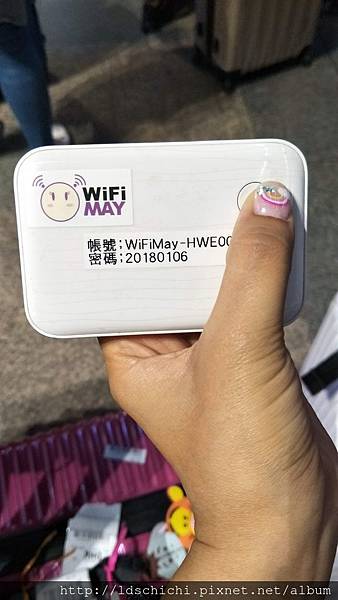 WiFi
MAY
帳號:WiFiMay-HWE00
密碼:20180106
http://ldschichi.pixnet.net/album